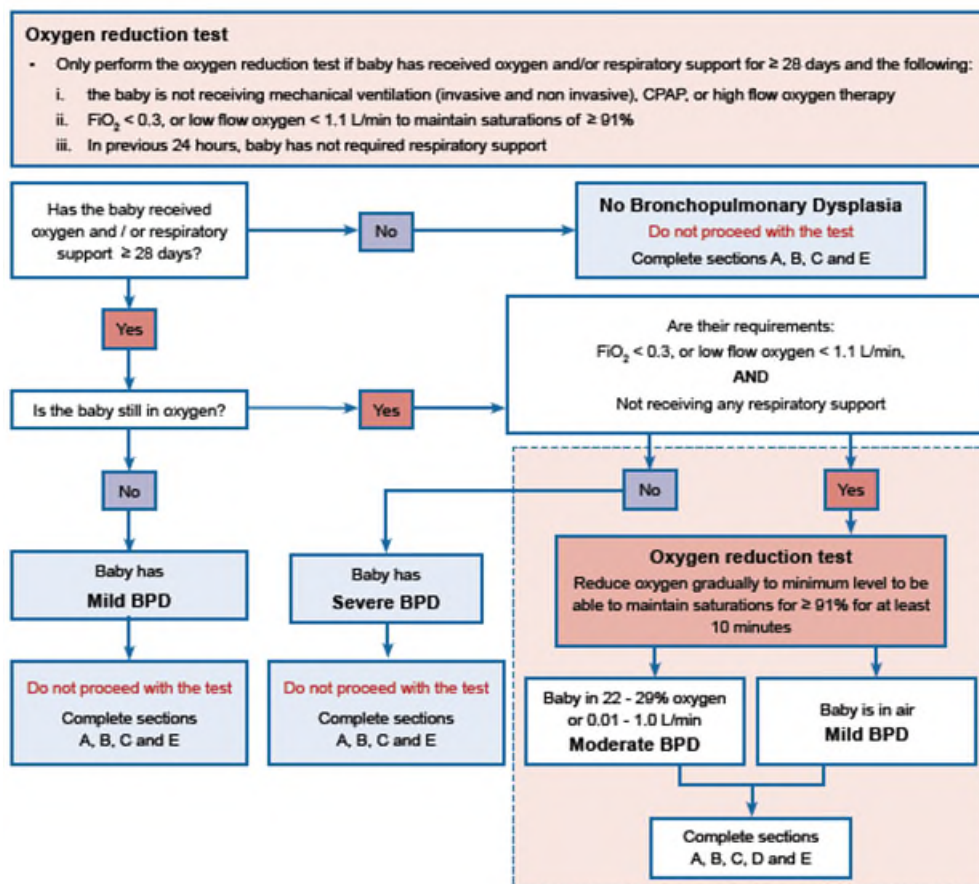 Oxygen reduction test
- Only perform the oxygen reduction test if baby has received oxygen and/or respiratory support for ≥ 28 days and the following:
i. the baby is not receiving mechanical ventilation (invasive and non invasive), CPAP, or high flow oxygen therapy
ii. FiO₂ < 0.3, or low flow oxygen < 1.1 L/min to maintain saturations of ≥ 91%
iii. In previous 24 hours, baby has not required respiratory support
Has the baby received
oxygen and / or respiratory
support ≥ 28 days?
No
No Bronchopulmonary Dysplasia
Do not proceed with the test
Complete sections A, B, C and E
Yes
Is the baby still in oxygen?
Yes
Are their requirements:
FiO₂ < 0.3, or low flow oxygen < 1.1 L/min,
AND
Not receiving any respiratory support
No
No
Yes
Baby has
Mild BPD
Baby has
Severe BPD
Oxygen reduction test
Reduce oxygen gradually to minimum level to be
able to maintain saturations for ≥ 91% for at least
10 minutes
Do not proceed with the test
Complete sections
A, B, C and E
Do not proceed with the test
Complete sections
A, B, C and E
Baby in 22 - 29% oxygen
or 0.01 - 1.0 L/min
Moderate BPD
Baby is in air
Mild BPD
Complete sections
A, B, C, D and E